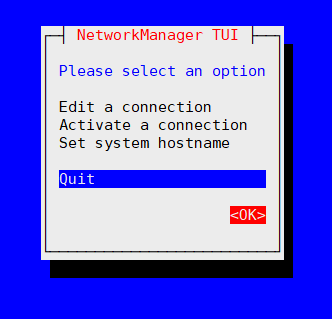 NetworkManager TUI
Please select an option
Edit a connection
Activate a connection
Set system hostname
Quit
<OK>